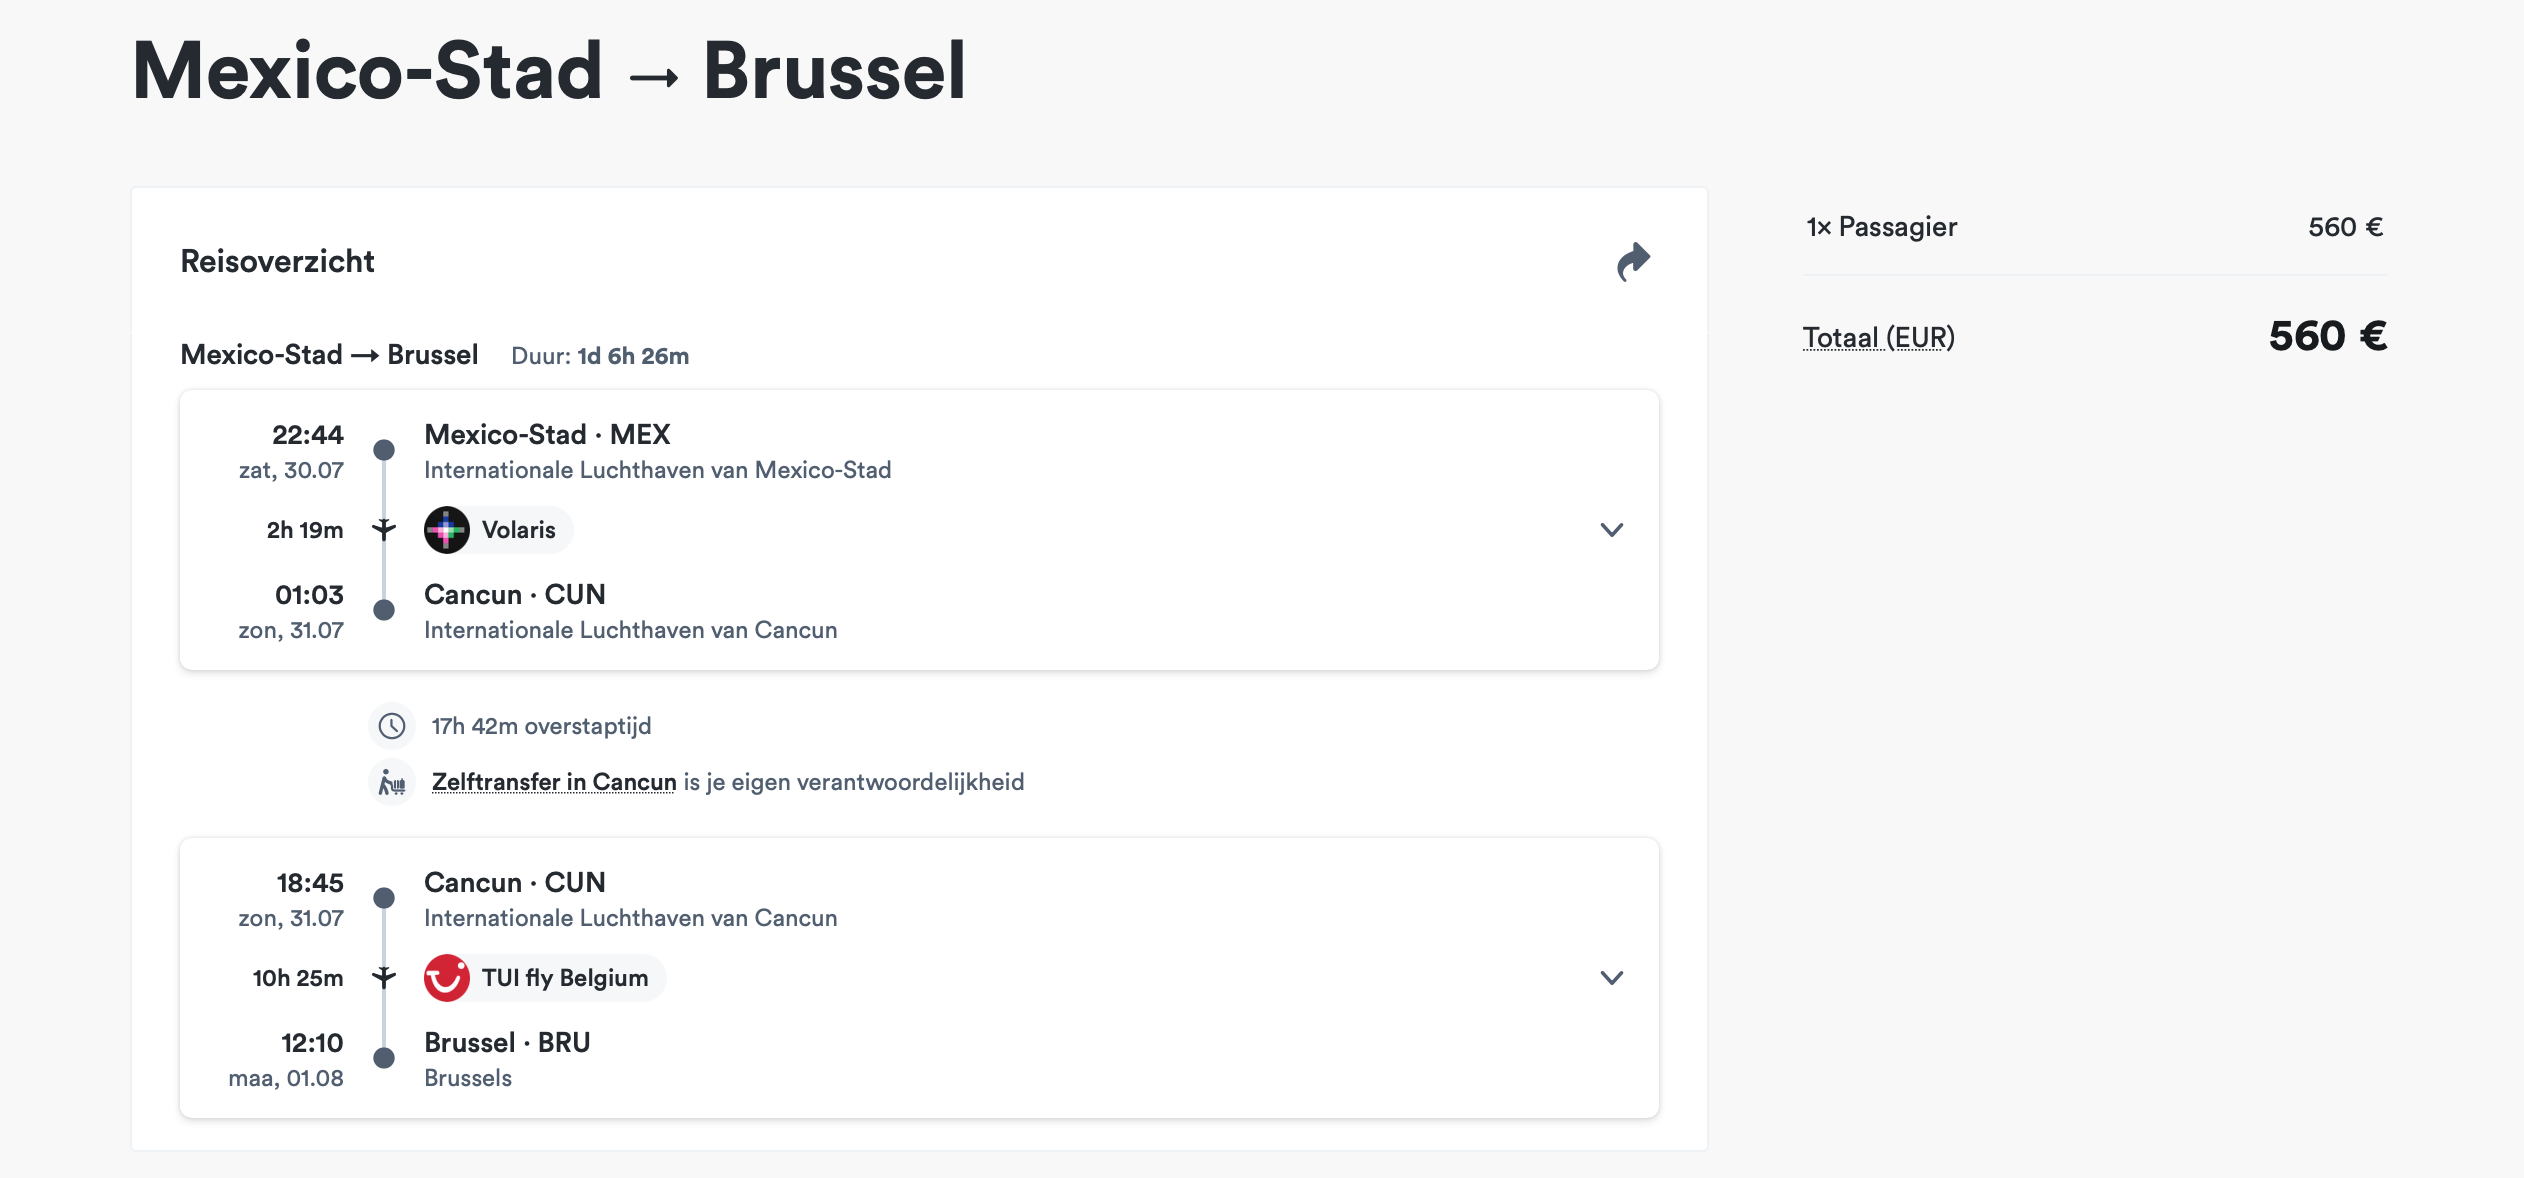 Mexico-Stad → Brussel
Reisoverzicht
Mexico-Stad → Brussel Duur: 1d 6h 26m
22:44 Mexico-Stad · MEX
zat, 30.07 Internationale Luchthaven van Mexico-Stad
2h 19m Volaris
01:03 Cancun · CUN
zon, 31.07 Internationale Luchthaven van Cancun
17h 42m overstaptijd
Zelftransfer in Cancun is je eigen verantwoordelijkheid
18:45 Cancun · CUN
zon, 31.07 Internationale Luchthaven van Cancun
10h 25m TUI fly Belgium
12:10 Brussel · BRU
maa, 01.08 Brussels
1× Passagier 560 €
Totaal (EUR) 560 €